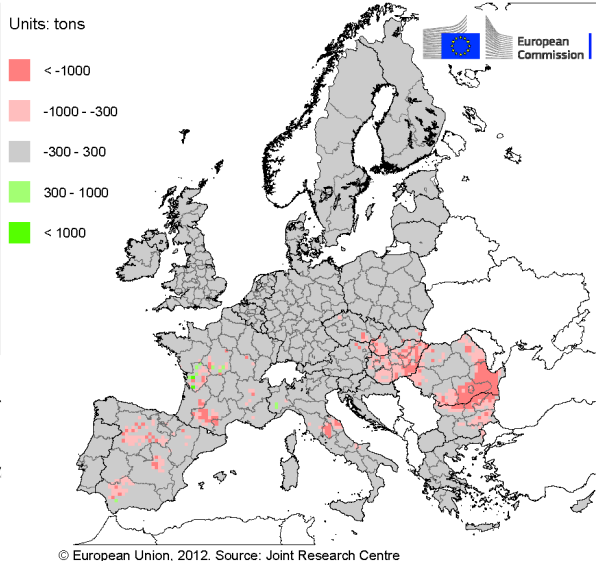 Units: tons
European
Commission
< -1000
-1000 - -300
-300 - 300
300 - 1000
< 1000
© European Union, 2012. Source: Joint Research Centre